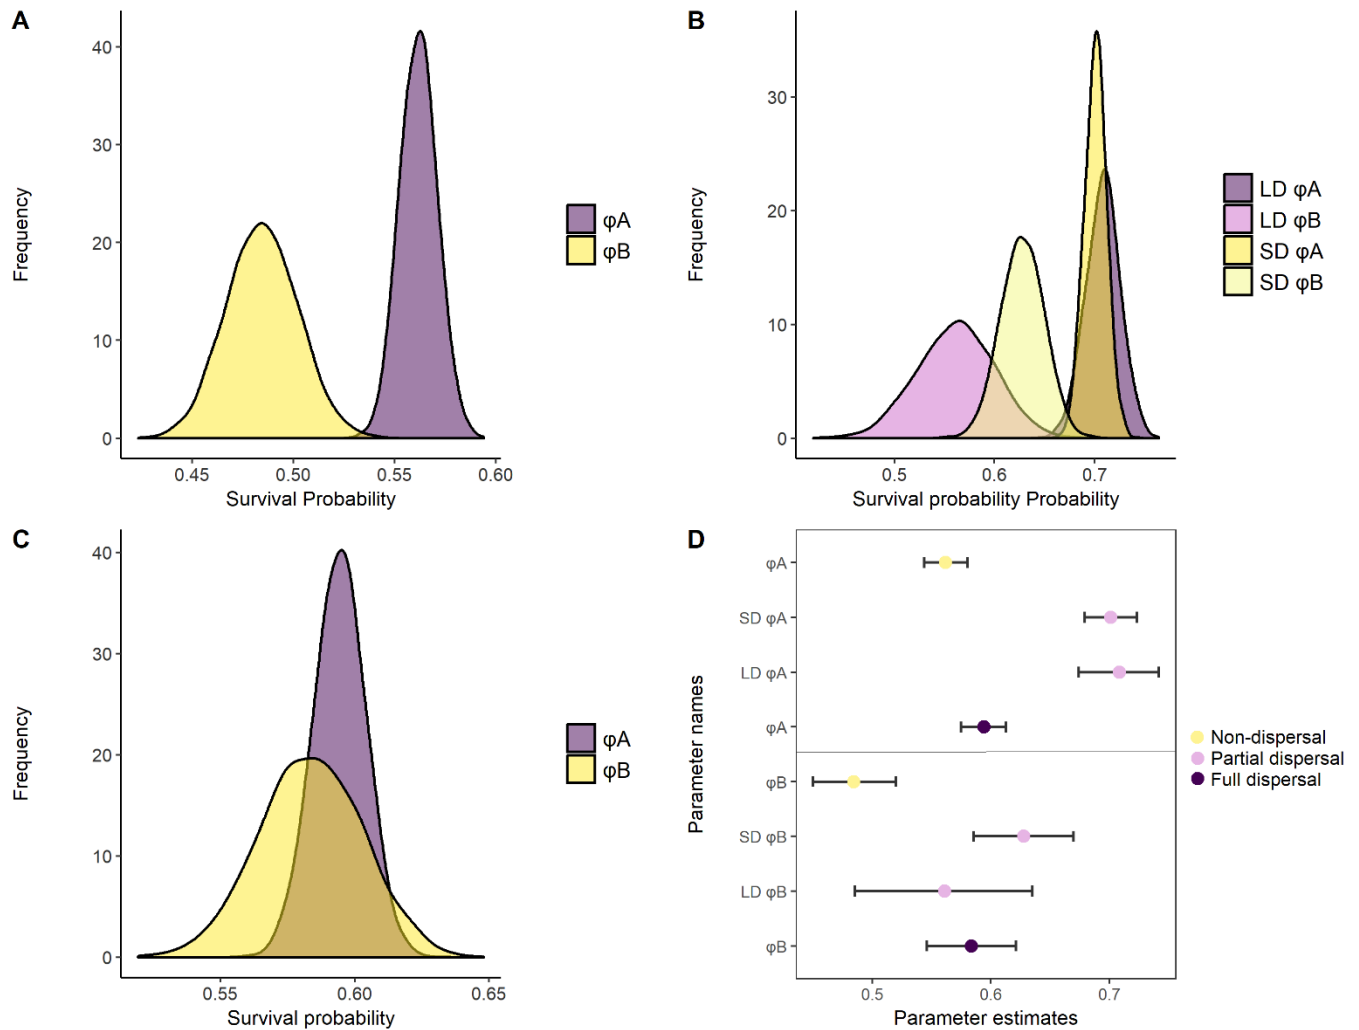 A
Frequency
40
30
20
10
0
0.45
0.50
0.55
0.60
Survival Probability
φA
φB
B
Frequency
30
20
10
0
0.5
0.6
0.7
Survival probability Probability
LD φA
LD φB
SD φA
SD φB
C
Frequency
40
30
20
10
0
0.55
0.60
0.65
Survival probability
φA
φB
D
Parameter names
φA
SD φA
LD φA
φA
φB
SD φB
LD φB
φB
0.5
0.6
0.7
Parameter estimates
Non-dispersal
Partial dispersal
Full dispersal